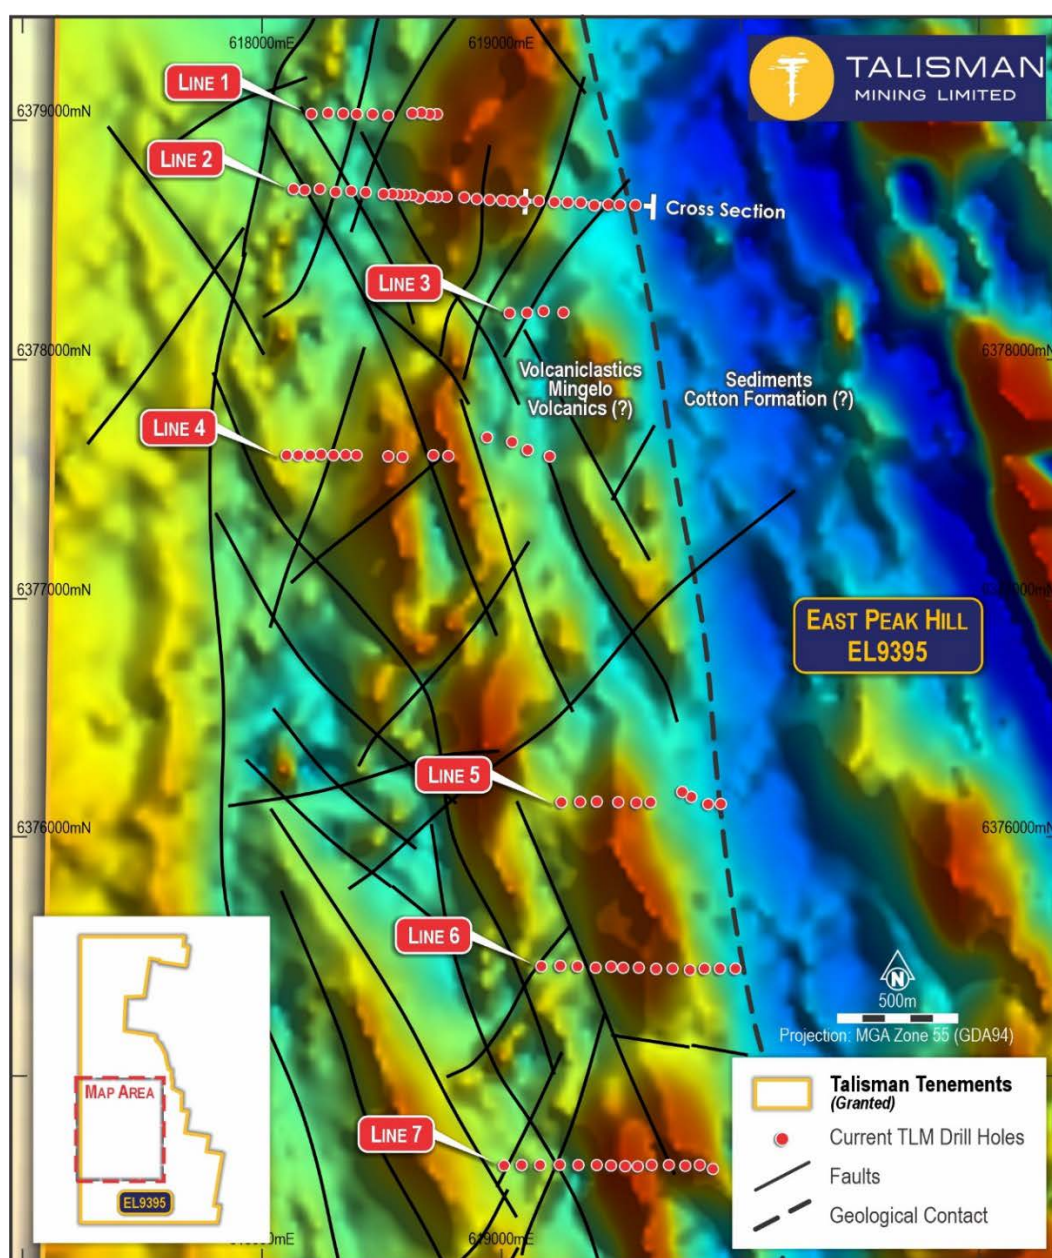 618000mE
619000mE
TALISMAN
MINING LIMITED
LINE 1
6379000mN
LINE 2
Cross Section
LINE 3
6378000mN
6378000mN
Volcaniclastics
Mingelo
Volcanics (?)
Sediments
Cotton Formation (?)
LINE 4
6377000mN
EAST PEAK HILL
EL9395
LINE 5
6376000mN
6376000mN
LINE 6
N
500m
Projection: MGA Zone 55 (GDA94)
MAP AREA
EL9395
LINE 7
Talisman Tenements
(Granted)
Current TLM Drill Holes
Faults
Geological Contact
619000mE